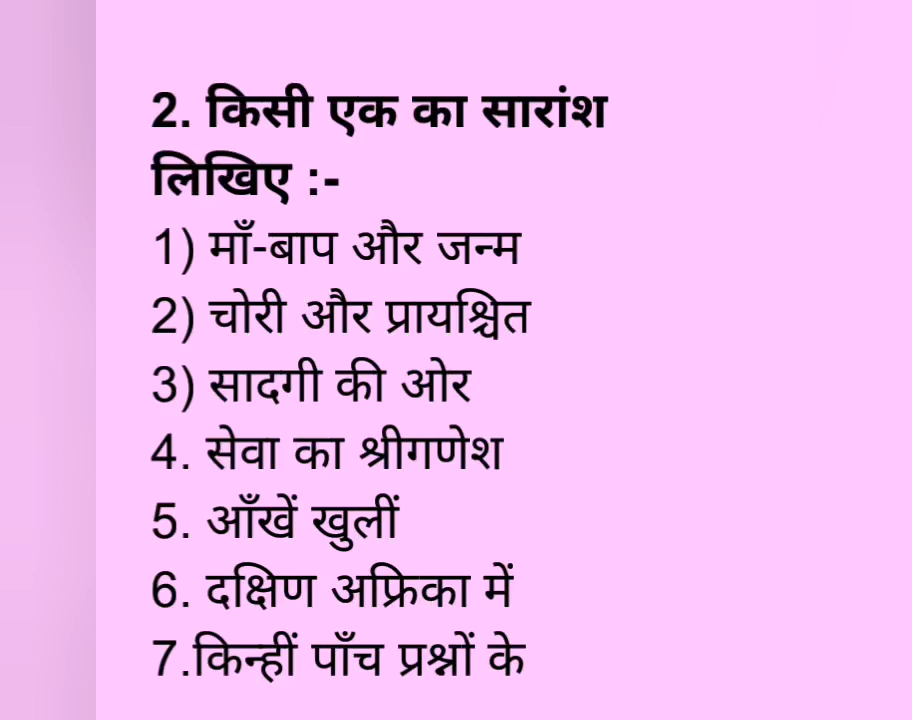 2. किसी एक का सारांश
लिखिए :-
1) माँ-बाप और जन्म
2) चोरी और प्रायश्चित
3) सादगी की ओर
4. सेवा का श्रीगणेश
5. आँखें खुलीं
6. दक्षिण अफ्रिका में
7.किन्हीं पाँच प्रश्नों के